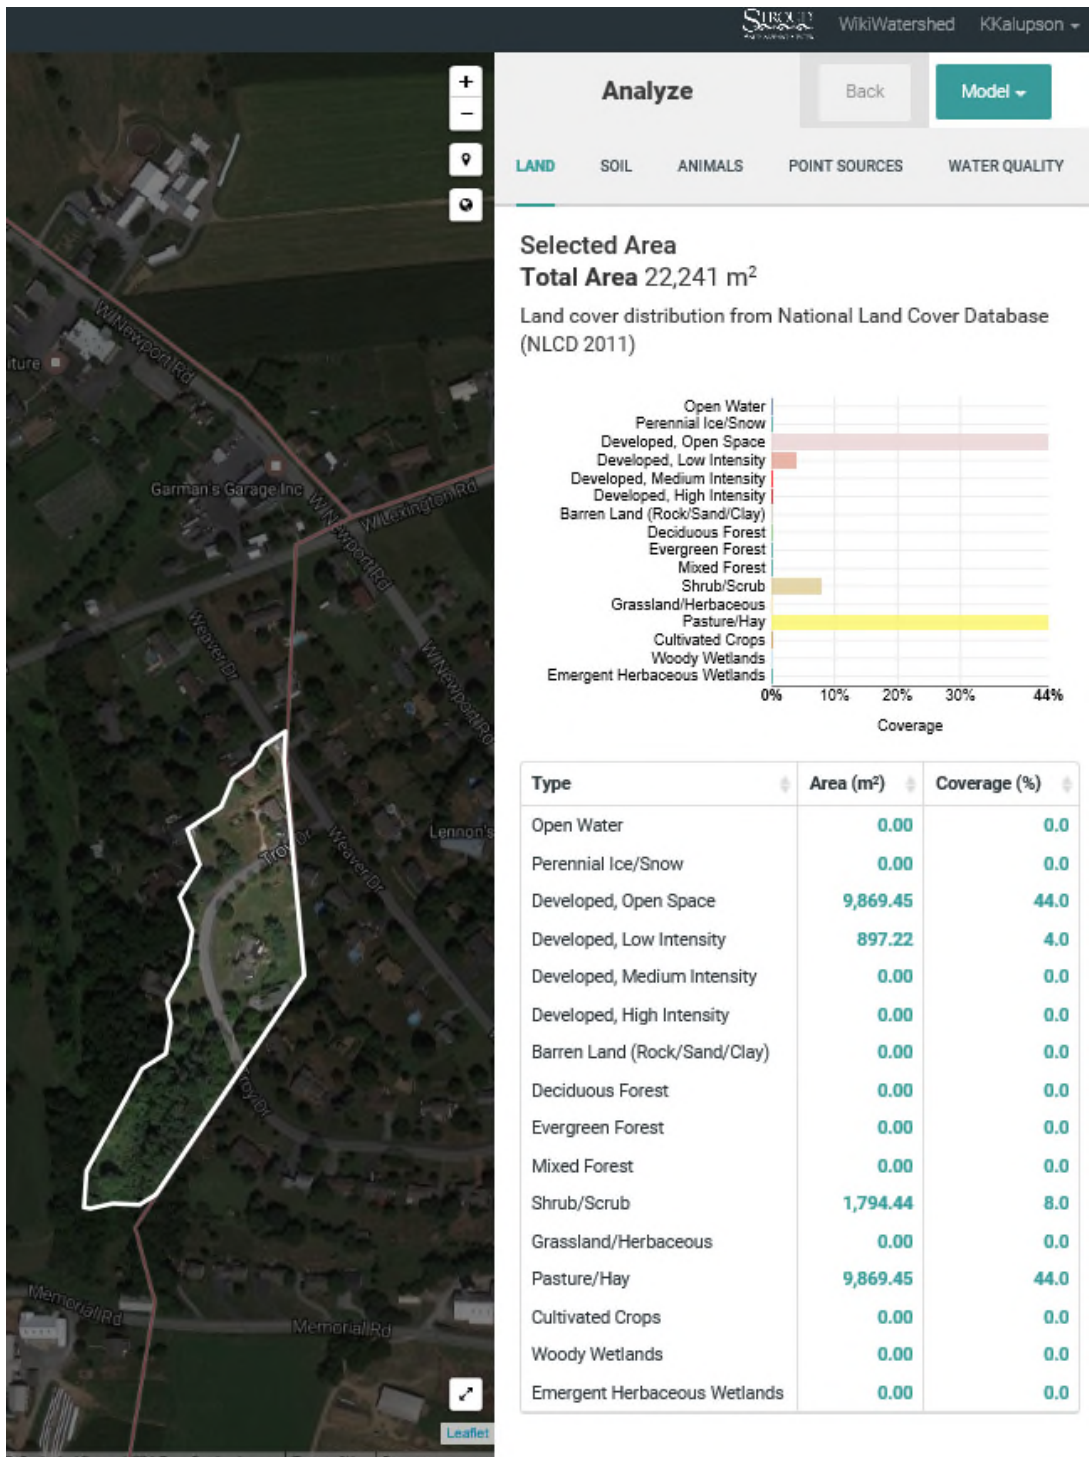 STROUD
WikiWatershed
KKalupson
Analyze
Back
Model
LAND SOIL ANIMALS POINT SOURCES WATER QUALITY
Selected Area
Total Area 22,241 m²
Land cover distribution from National Land Cover Database
(NLCD 2011)
Open Water
Perennial Ice/Snow
Developed, Open Space
Developed, Low Intensity
Developed, Medium Intensity
Developed, High Intensity
Barren Land (Rock/Sand/Clay)
Deciduous Forest
Evergreen Forest
Mixed Forest
Shrub/Scrub
Grassland/Herbaceous
Pasture/Hay
Cultivated Crops
Woody Wetlands
Emergent Herbaceous Wetlands
0% 10% 20% 30% 44%
Coverage
Type Area (m²) Coverage (%)
Open Water 0.00 0.0
Perennial Ice/Snow 0.00 0.0
Developed, Open Space 9,869.45 44.0
Developed, Low Intensity 897.22 4.0
Developed, Medium Intensity 0.00 0.0
Developed, High Intensity 0.00 0.0
Barren Land (Rock/Sand/Clay) 0.00 0.0
Deciduous Forest 0.00 0.0
Evergreen Forest 0.00 0.0
Mixed Forest 0.00 0.0
Shrub/Scrub 1,794.44 8.0
Grassland/Herbaceous 0.00 0.0
Pasture/Hay 9,869.45 44.0
Cultivated Crops 0.00 0.0
Woody Wetlands 0.00 0.0
Emergent Herbaceous Wetlands 0.00 0.0
+
−
W Newport Rd
iture
Garman's Garage Inc
W Newport Rd
W Lexington Rd
Weaver Dr
W Newport Rd
Lennon's
Troy Dr
Weaver Dr
Troy Dr
Memorial Rd
Memorial Rd
Leaflet